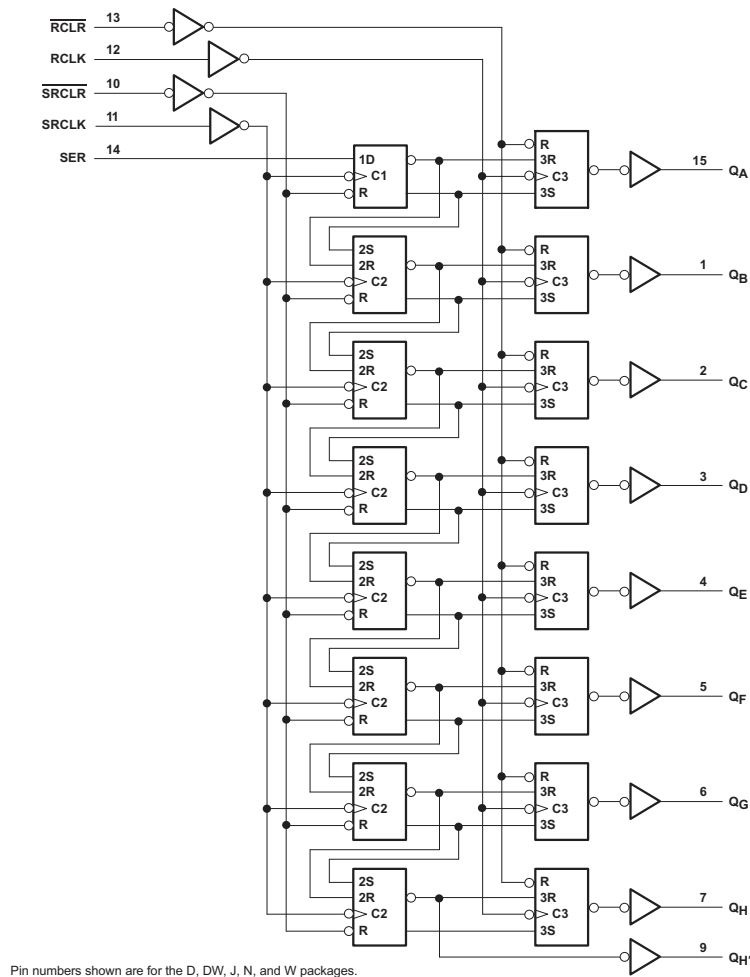 RCLR 13
RCLK 12
SRCLR 10
SRCLK 11
SER 14
1D
C1
R
R
3R
C3
3S
15 QA
2S
2R
C2
R
R
3R
C3
3S
1 QB
2S
2R
C2
R
R
3R
C3
3S
2 QC
2S
2R
C2
R
R
3R
C3
3S
3 QD
2S
2R
C2
R
R
3R
C3
3S
4 QE
2S
2R
C2
R
R
3R
C3
3S
5 QF
2S
2R
C2
R
R
3R
C3
3S
6 QG
2S
2R
C2
R
R
3R
C3
3S
7 QH
9 QH'
Pin numbers shown are for the D, DW, J, N, and W packages.